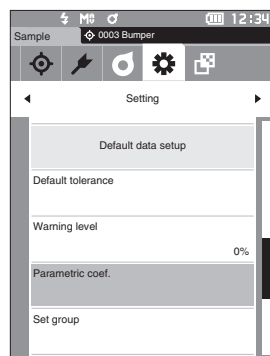 M 12:34
Sample 0003 Bumper
Setting
Default data setup
Default tolerance
Warning level
0%
Parametric coef.
Set group